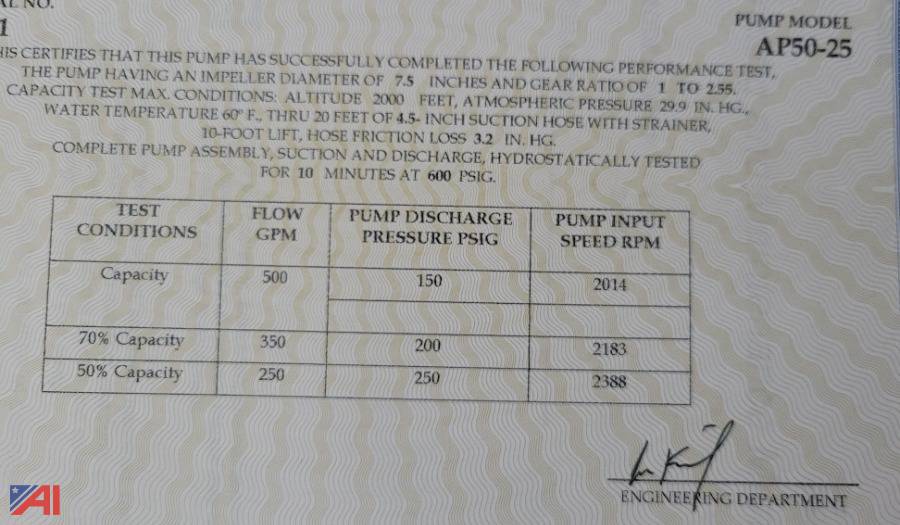 NO.
1
PUMP MODEL
AP50-25
CERTIFIES THAT THIS PUMP HAS SUCCESSFULLY COMPLETED THE FOLLOWING PERFORMANCE TEST,
THE PUMP HAVING AN IMPELLER DIAMETER OF 7.5 INCHES AND GEAR RATIO OF 1 TO 2.55.
CAPACITY TEST MAX. CONDITIONS: ALTITUDE 2000 FEET, ATMOSPHERIC PRESSURE 29.9 IN. HG.,
WATER TEMPERATURE 60° F., THRU 20 FEET OF 4.5- INCH SUCTION HOSE WITH STRAINER,
10-FOOT LIFT, HOSE FRICTION LOSS 3.2 IN. HG.
COMPLETE PUMP ASSEMBLY, SUCTION AND DISCHARGE, HYDROSTATICALLY TESTED
FOR 10 MINUTES AT 600 PSIG.
TEST CONDITIONS FLOW GPM PUMP DISCHARGE PRESSURE PSIG PUMP INPUT SPEED RPM
Capacity 500 150 2014
70% Capacity 350 200 2183
50% Capacity 250 250 2388
ENGINEERING DEPARTMENT
AI